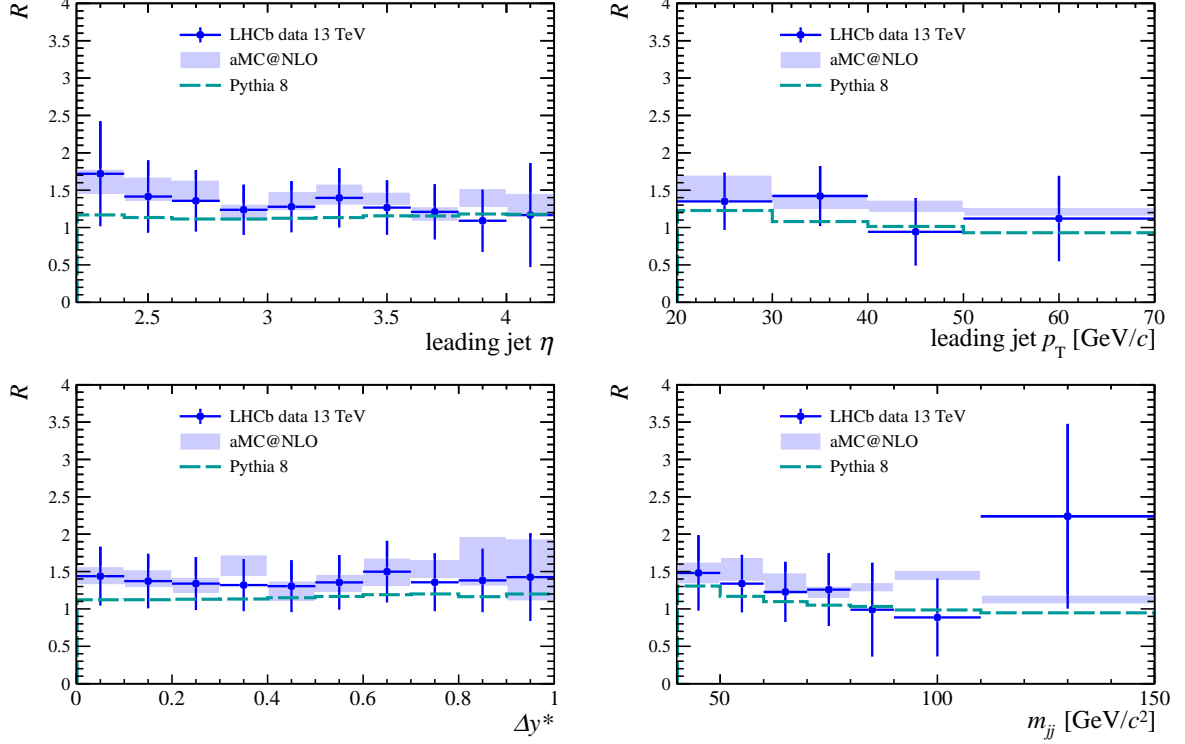 R
4
3.5
3
2.5
2
1.5
1
0.5
0
LHCb data 13 TeV
aMC@NLO
Pythia 8
2.5 3 3.5 4
leading jet η
R
4
3.5
3
2.5
2
1.5
1
0.5
0
LHCb data 13 TeV
aMC@NLO
Pythia 8
20 30 40 50 60 70
leading jet p_T [GeV/c]
R
4
3.5
3
2.5
2
1.5
1
0.5
0
LHCb data 13 TeV
aMC@NLO
Pythia 8
0 0.2 0.4 0.6 0.8 1
Δy*
R
4
3.5
3
2.5
2
1.5
1
0.5
0
LHCb data 13 TeV
aMC@NLO
Pythia 8
50 100 150
m_jj [GeV/c²]